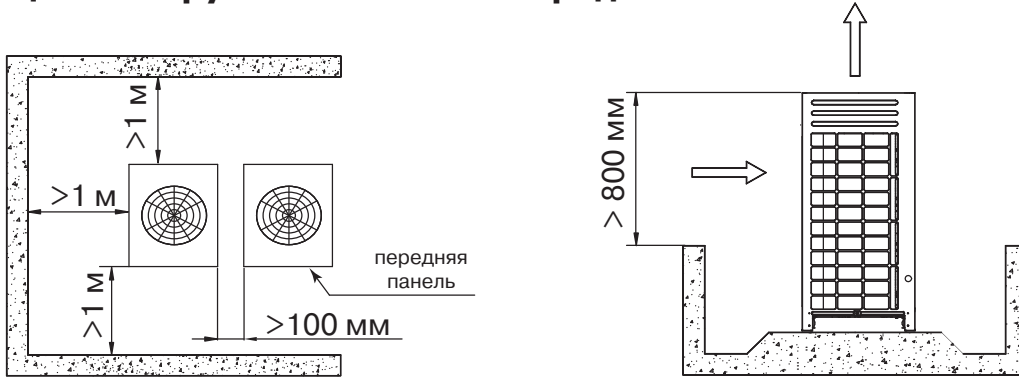 >1 м
>1 м
>1 м
>100 мм
передняя
панель
> 800 мм